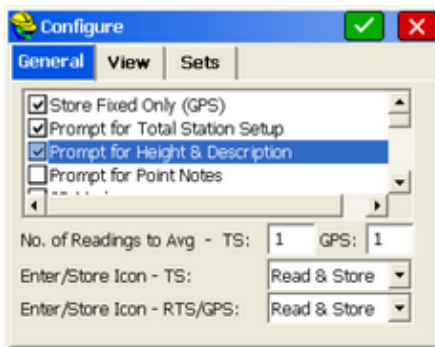 Configure
General View Sets
Store Fixed Only (GPS)
Prompt for Total Station Setup
Prompt for Height & Description
Prompt for Point Notes
No. of Readings to Avg - TS: 1 GPS: 1
Enter/Store Icon - TS: Read & Store
Enter/Store Icon - RTS/GPS: Read & Store